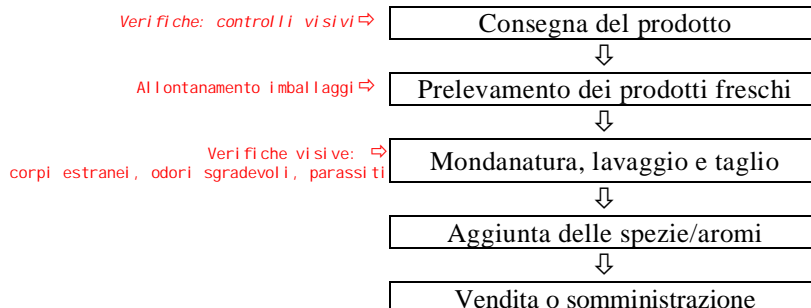 Verifiche: controlli visivi⇨ Consegna del prodotto
Allontanamento imballaggi⇨ Prelevamento dei prodotti freschi
Verifiche visive: ⇨
corpi estranei, odori sgradevoli, parassiti
Mondanatura, lavaggio e taglio
Aggiunta delle spezie/aromi
Vendita o somministrazione